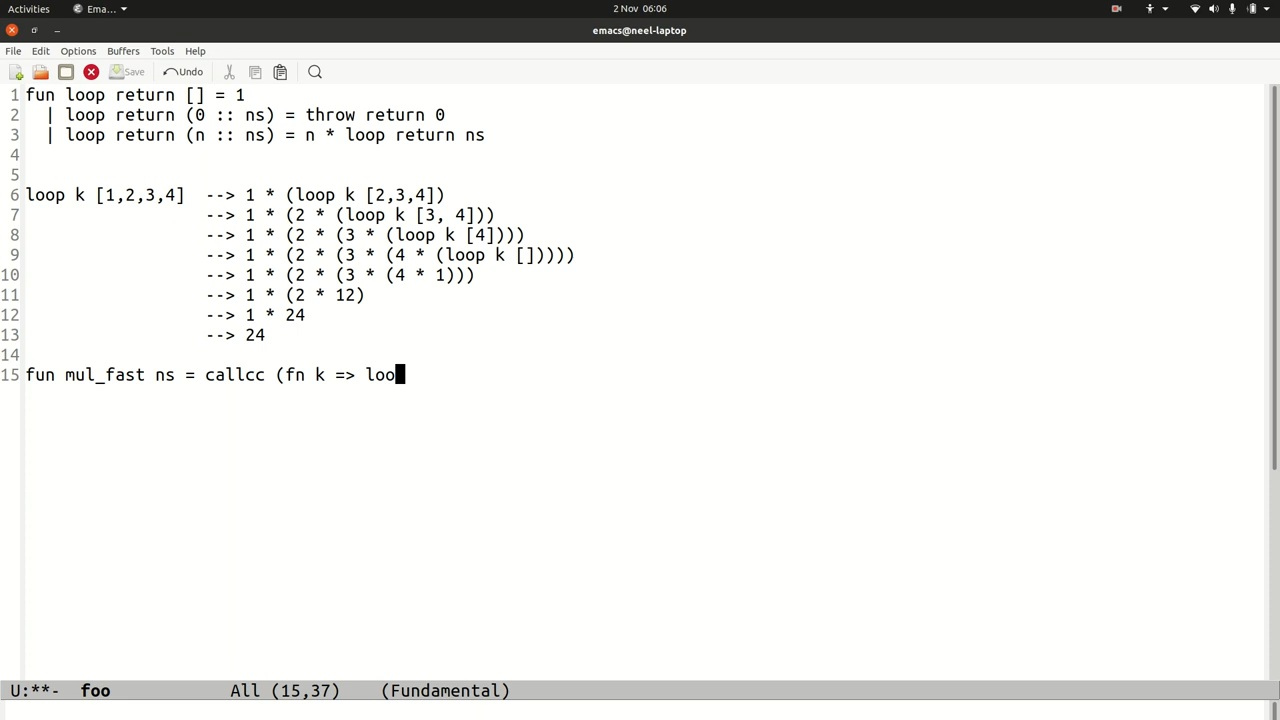 Activities Ema… 2 Nov 06:06
emacs@neel-laptop
File Edit Options Buffers Tools Help
Save Undo
1 fun loop return [] = 1
2   | loop return (0 :: ns) = throw return 0
3   | loop return (n :: ns) = n * loop return ns
4
5
6 loop k [1,2,3,4]  --> 1 * (loop k [2,3,4])
7                   --> 1 * (2 * (loop k [3, 4]))
8                   --> 1 * (2 * (3 * (loop k [4])))
9                   --> 1 * (2 * (3 * (4 * (loop k []))))
10                  --> 1 * (2 * (3 * (4 * 1)))
11                  --> 1 * (2 * 12)
12                  --> 1 * 24
13                  --> 24
14
15 fun mul_fast ns = callcc (fn k => loo
U:**-  foo            All (15,37)    (Fundamental)